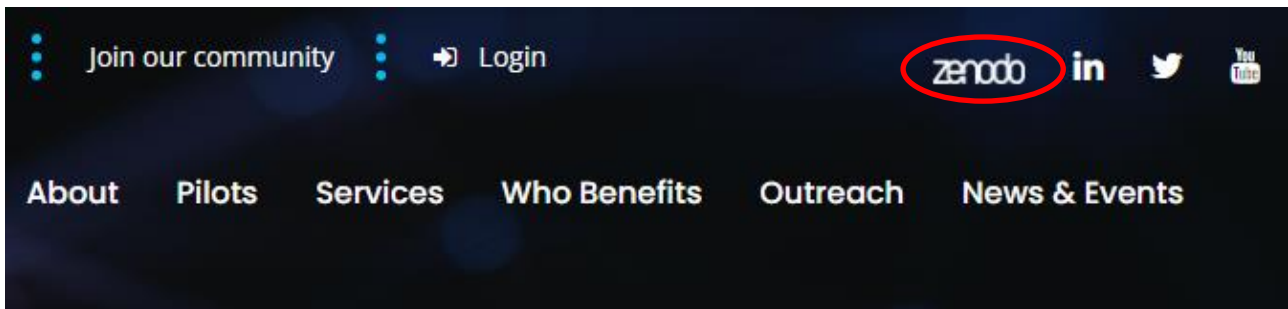 Join our community Login zenodo in You Tube
About Pilots Services Who Benefits Outreach News & Events